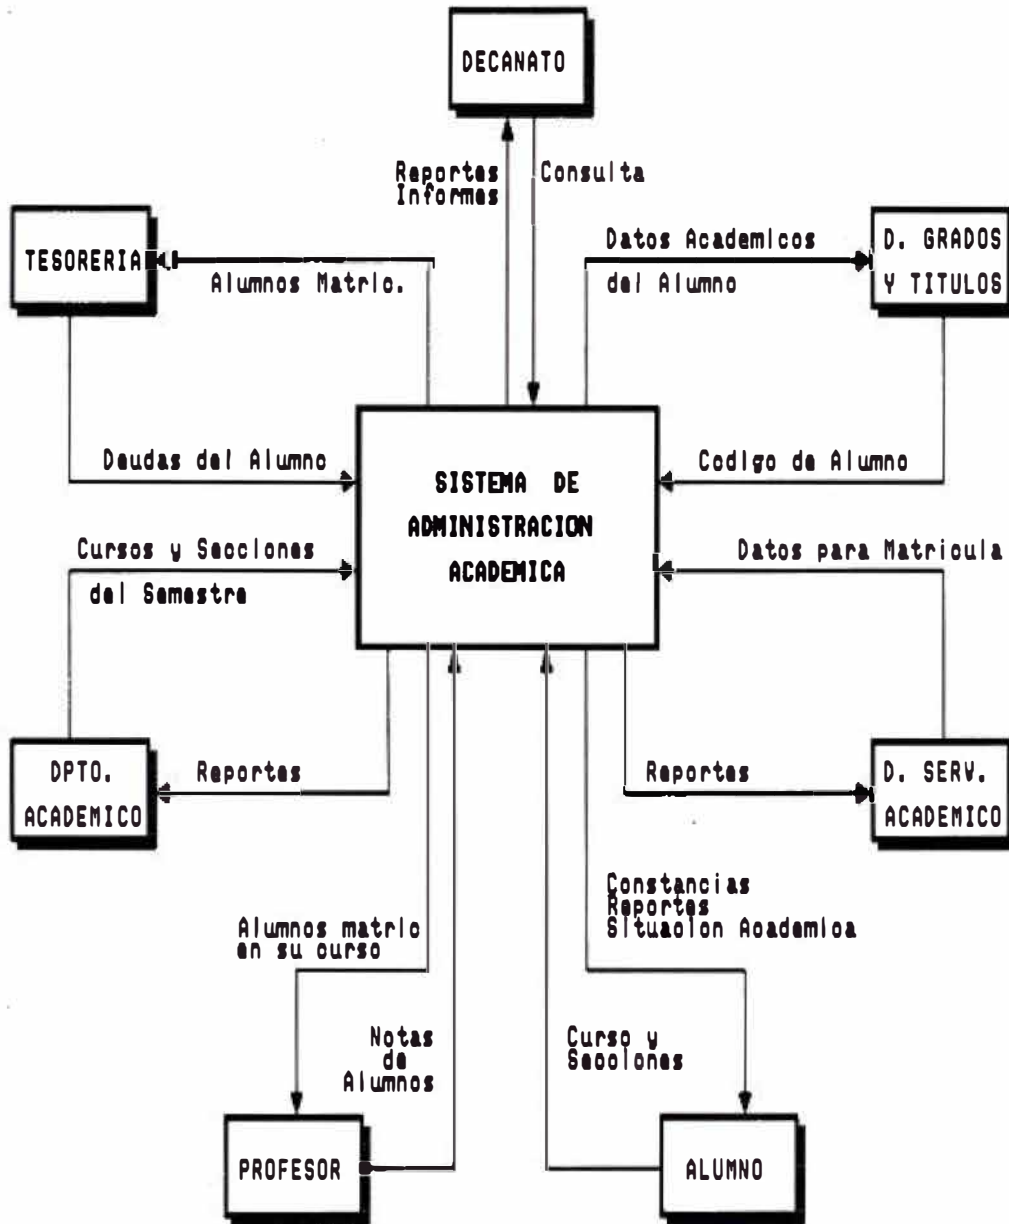 DECANATO
Reportes
Informes
Consulta
TESORERIA
Alumnos Matric.
Datos Academicos
del Alumno
D. GRADOS
Y TITULOS
Deudas del Alumno
Codigo de Alumno
SISTEMA DE
ADMINISTRACION
ACADEMICA
Cursos y Secciones
del Semestre
Datos para Matricula
DPTO.
ACADEMICO
Reportes
Reportes
D. SERV.
ACADEMICO
Alumnos matric
en su curso
Constancias
Reportes
Situacion Academica
Notas
de
Alumnos
Curso y
Secciones
PROFESOR
ALUMNO